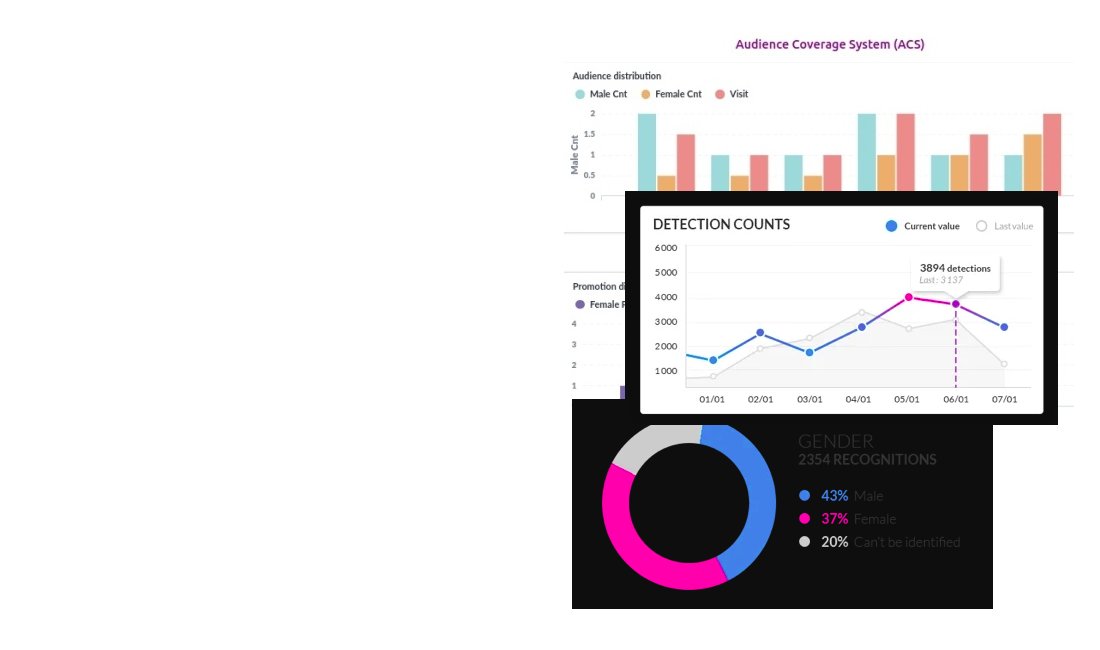 Audience Coverage System (ACS)
Audience distribution
Male Cnt Female Cnt Visit
Male Cnt
2
1.5
1
0.5
0
DETECTION COUNTS
Current value Last value
6000
5000
4000
3000
2000
1000
3894 detections
Last: 3137
01/01 02/01 03/01 04/01 05/01 06/01 07/01
Promotion
Female
4
3
2
1
GENDER
2354 RECOGNITIONS
43% Male
37% Female
20% Can't be identified